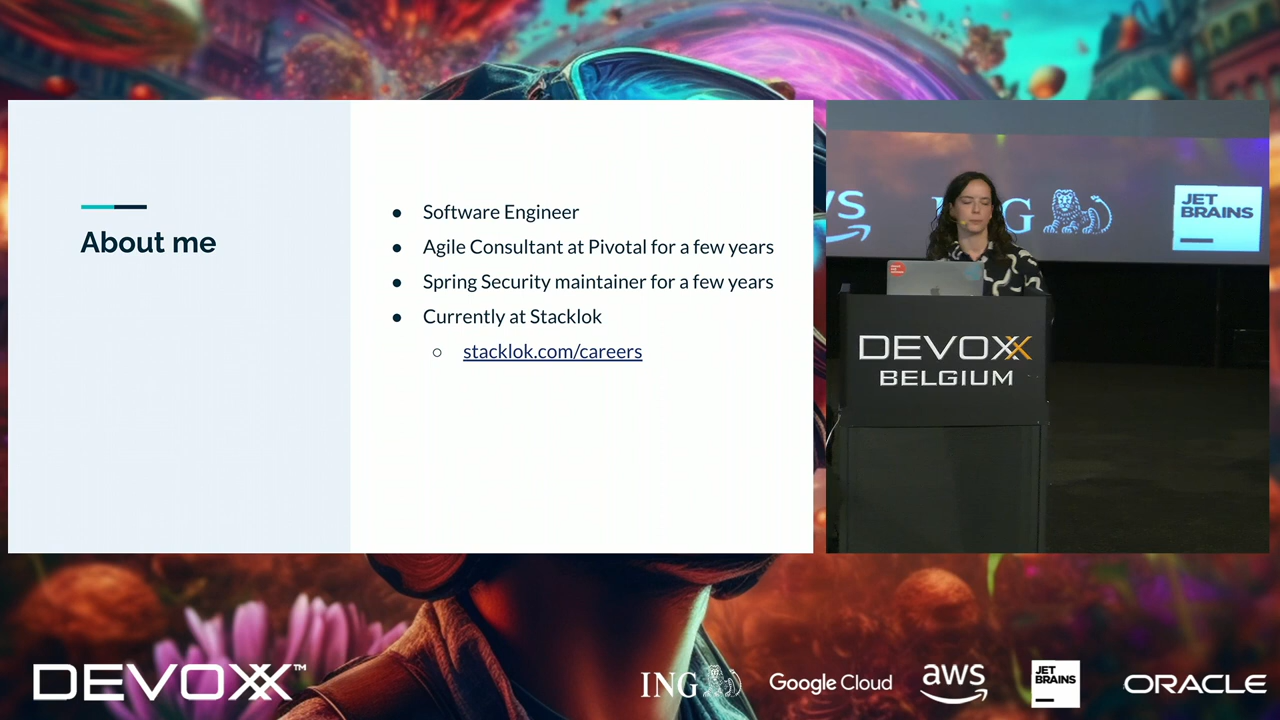 About me
● Software Engineer
● Agile Consultant at Pivotal for a few years
● Spring Security maintainer for a few years
● Currently at Stacklok
○ stacklok.com/careers
ING
JET
BRAINS
DEVOXX
BELGIUM
DEVOXX™
ING
Google Cloud
aws
JET
BRAINS
ORACLE